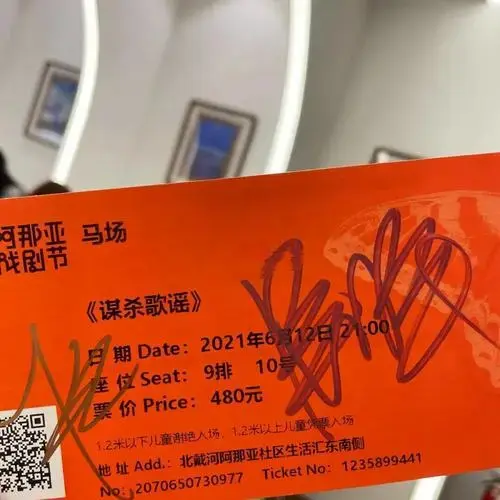 阿那亚 马场
戏剧节
《谋杀歌谣》
日 期 Date: 2021年6月12日 21:00
座 位 Seat: 9排 10号
票 价 Price: 480元
1.2米以下儿童谢绝入场、1.2米以上儿童凭票入场
地 址 Add.: 北戴河阿那亚社区生活汇东南侧
No: 2070650730977 Ticket No: 1235899441